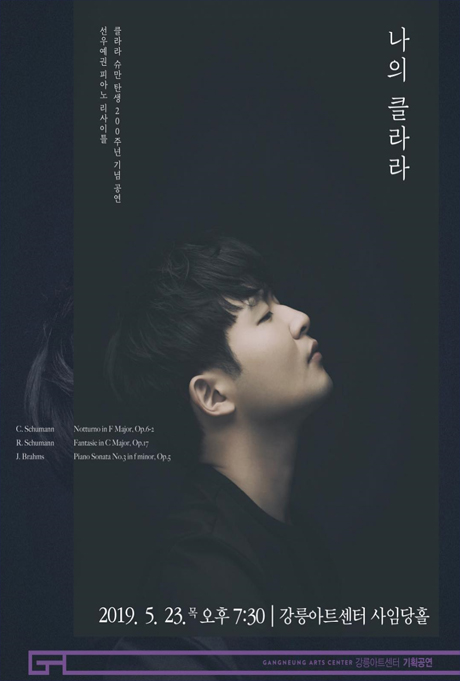 나의 클라라
클라라 슈만 탄생 200주년 기념 공연
선우예권 피아노 리사이틀
C. Schumann Notturno in F Major, Op.6-2
R. Schumann Fantasie in C Major, Op.17
J. Brahms Piano Sonata No.3 in f minor, Op.5
2019. 5. 23. 목 오후 7:30 | 강릉아트센터 사임당홀
GANGNEUNG ARTS CENTER 강릉아트센터 기획공연